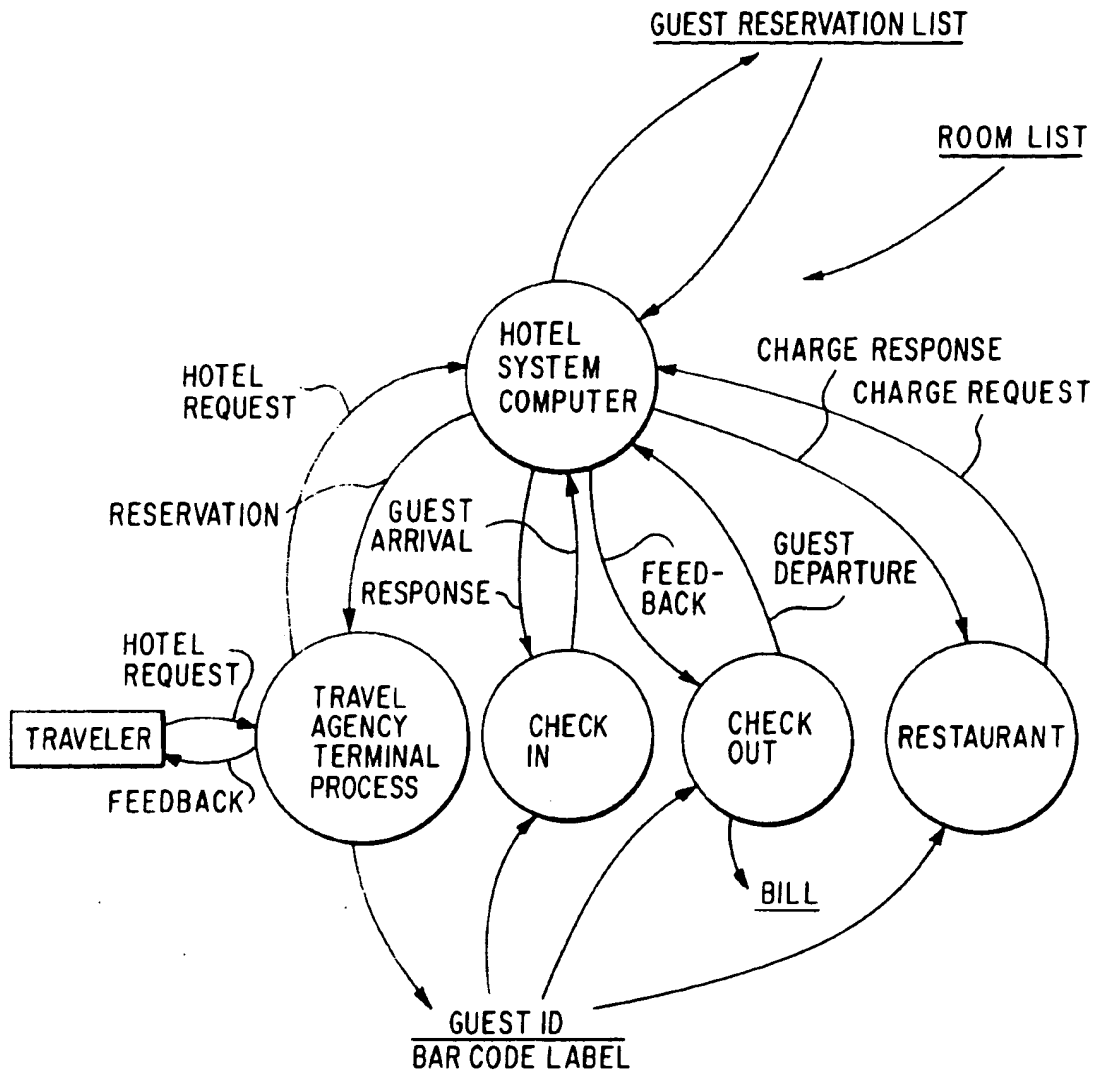 GUEST RESERVATION LIST
ROOM LIST
HOTEL
SYSTEM
COMPUTER
CHARGE RESPONSE
CHARGE REQUEST
HOTEL
REQUEST
RESERVATION
GUEST
ARRIVAL
RESPONSE
FEED-
BACK
GUEST
DEPARTURE
HOTEL
REQUEST
TRAVELER
FEEDBACK
TRAVEL
AGENCY
TERMINAL
PROCESS
CHECK
IN
CHECK
OUT
RESTAURANT
BILL
GUEST ID
BAR CODE LABEL